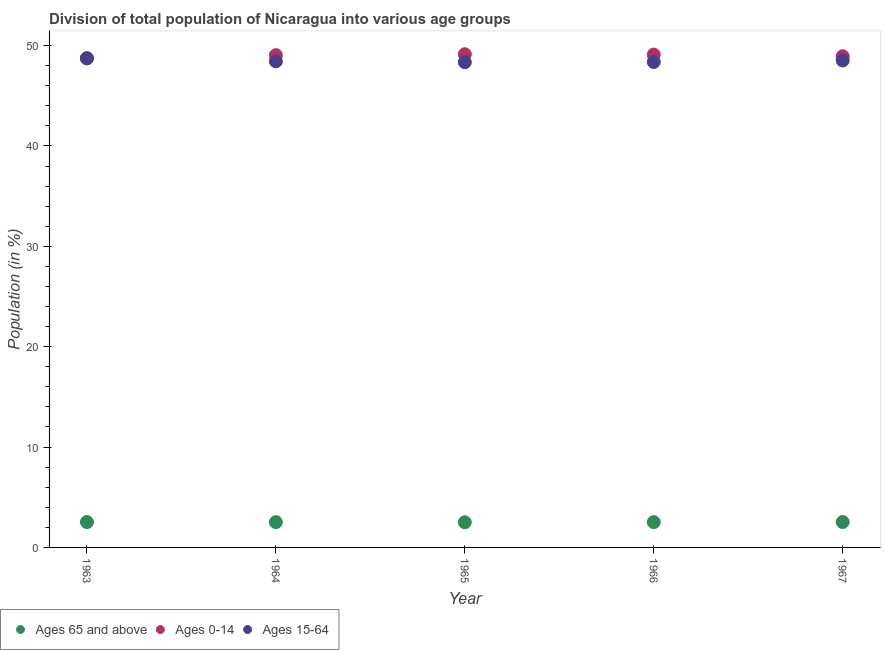 Division of total population of Nicaragua into various age groups
50
40
30
20
10
0
Population (in %)
1963
1964
1965
1966
1967
Year
Ages 65 and above
Ages 0-14
Ages 15-64